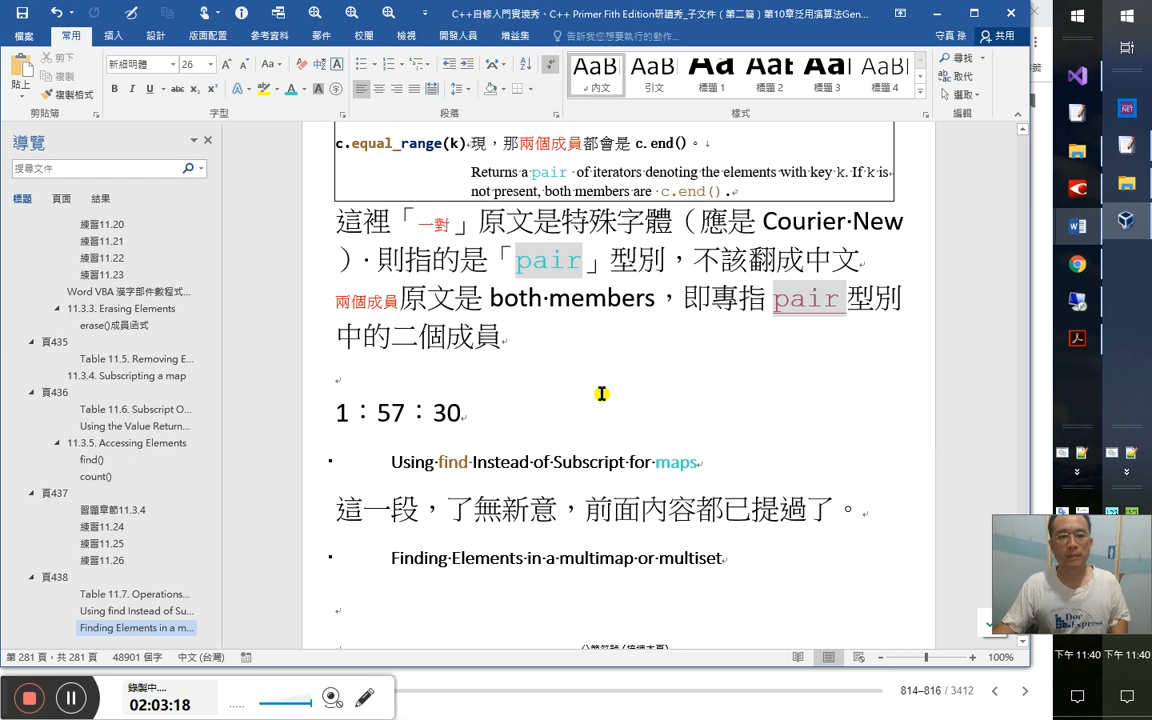 C++自修入門實境秀、C++ Primer Fith Edition研讀秀_子文件（第二篇）第10章泛用演算法Gen...
檔案 常用 插入 設計 版面配置 參考資料 郵件 校閱 檢視 開發人員 增益集 告訴我您想要執行的動作... 守真 孫 共用
貼上 剪下 複製 複製格式 剪貼簿
新細明體 26 字型
段落
AaB AaB Aa AaB AaB AaBl
內文 引文 標題 1 標題 2 標題 3 標題 4
樣式
尋找 取代 選取 編輯
導覽
搜尋文件
標題 頁面 結果
練習11.20
練習11.21
練習11.22
練習11.23
Word VBA 漢字部件數程式...
11.3.3. Erasing Elements
erase()成員函式
頁435
Table 11.5. Removing E...
11.3.4. Subscripting a map
頁436
Table 11.6. Subscript O...
Using the Value Return...
11.3.5. Accessing Elements
find()
count()
頁437
習題章節11.3.4
練習11.24
練習11.25
練習11.26
頁438
Table 11.7. Operations...
Using find Instead of Su...
Finding Elements in a m...
c.equal_range(k)現，那兩個成員都會是 c. end()。
Returns a pair of iterators denoting the elements with key k. If k is
not present, both members are c.end().
這裡「一對」原文是特殊字體（應是 Courier New
）. 則指的是「pair」型別，不該翻成中文
兩個成員原文是 both members，即專指 pair 型別
中的二個成員
1：57：30
Using find Instead of Subscript for maps
這一段，了無新意，前面內容都已提過了。
Finding Elements in a multimap or multiset
第 281 頁，共 281 頁 48901 個字 中文 (台灣) 100%
錄製中....
02:03:18
814–816 / 3412
下午 11:40 下午 11:40